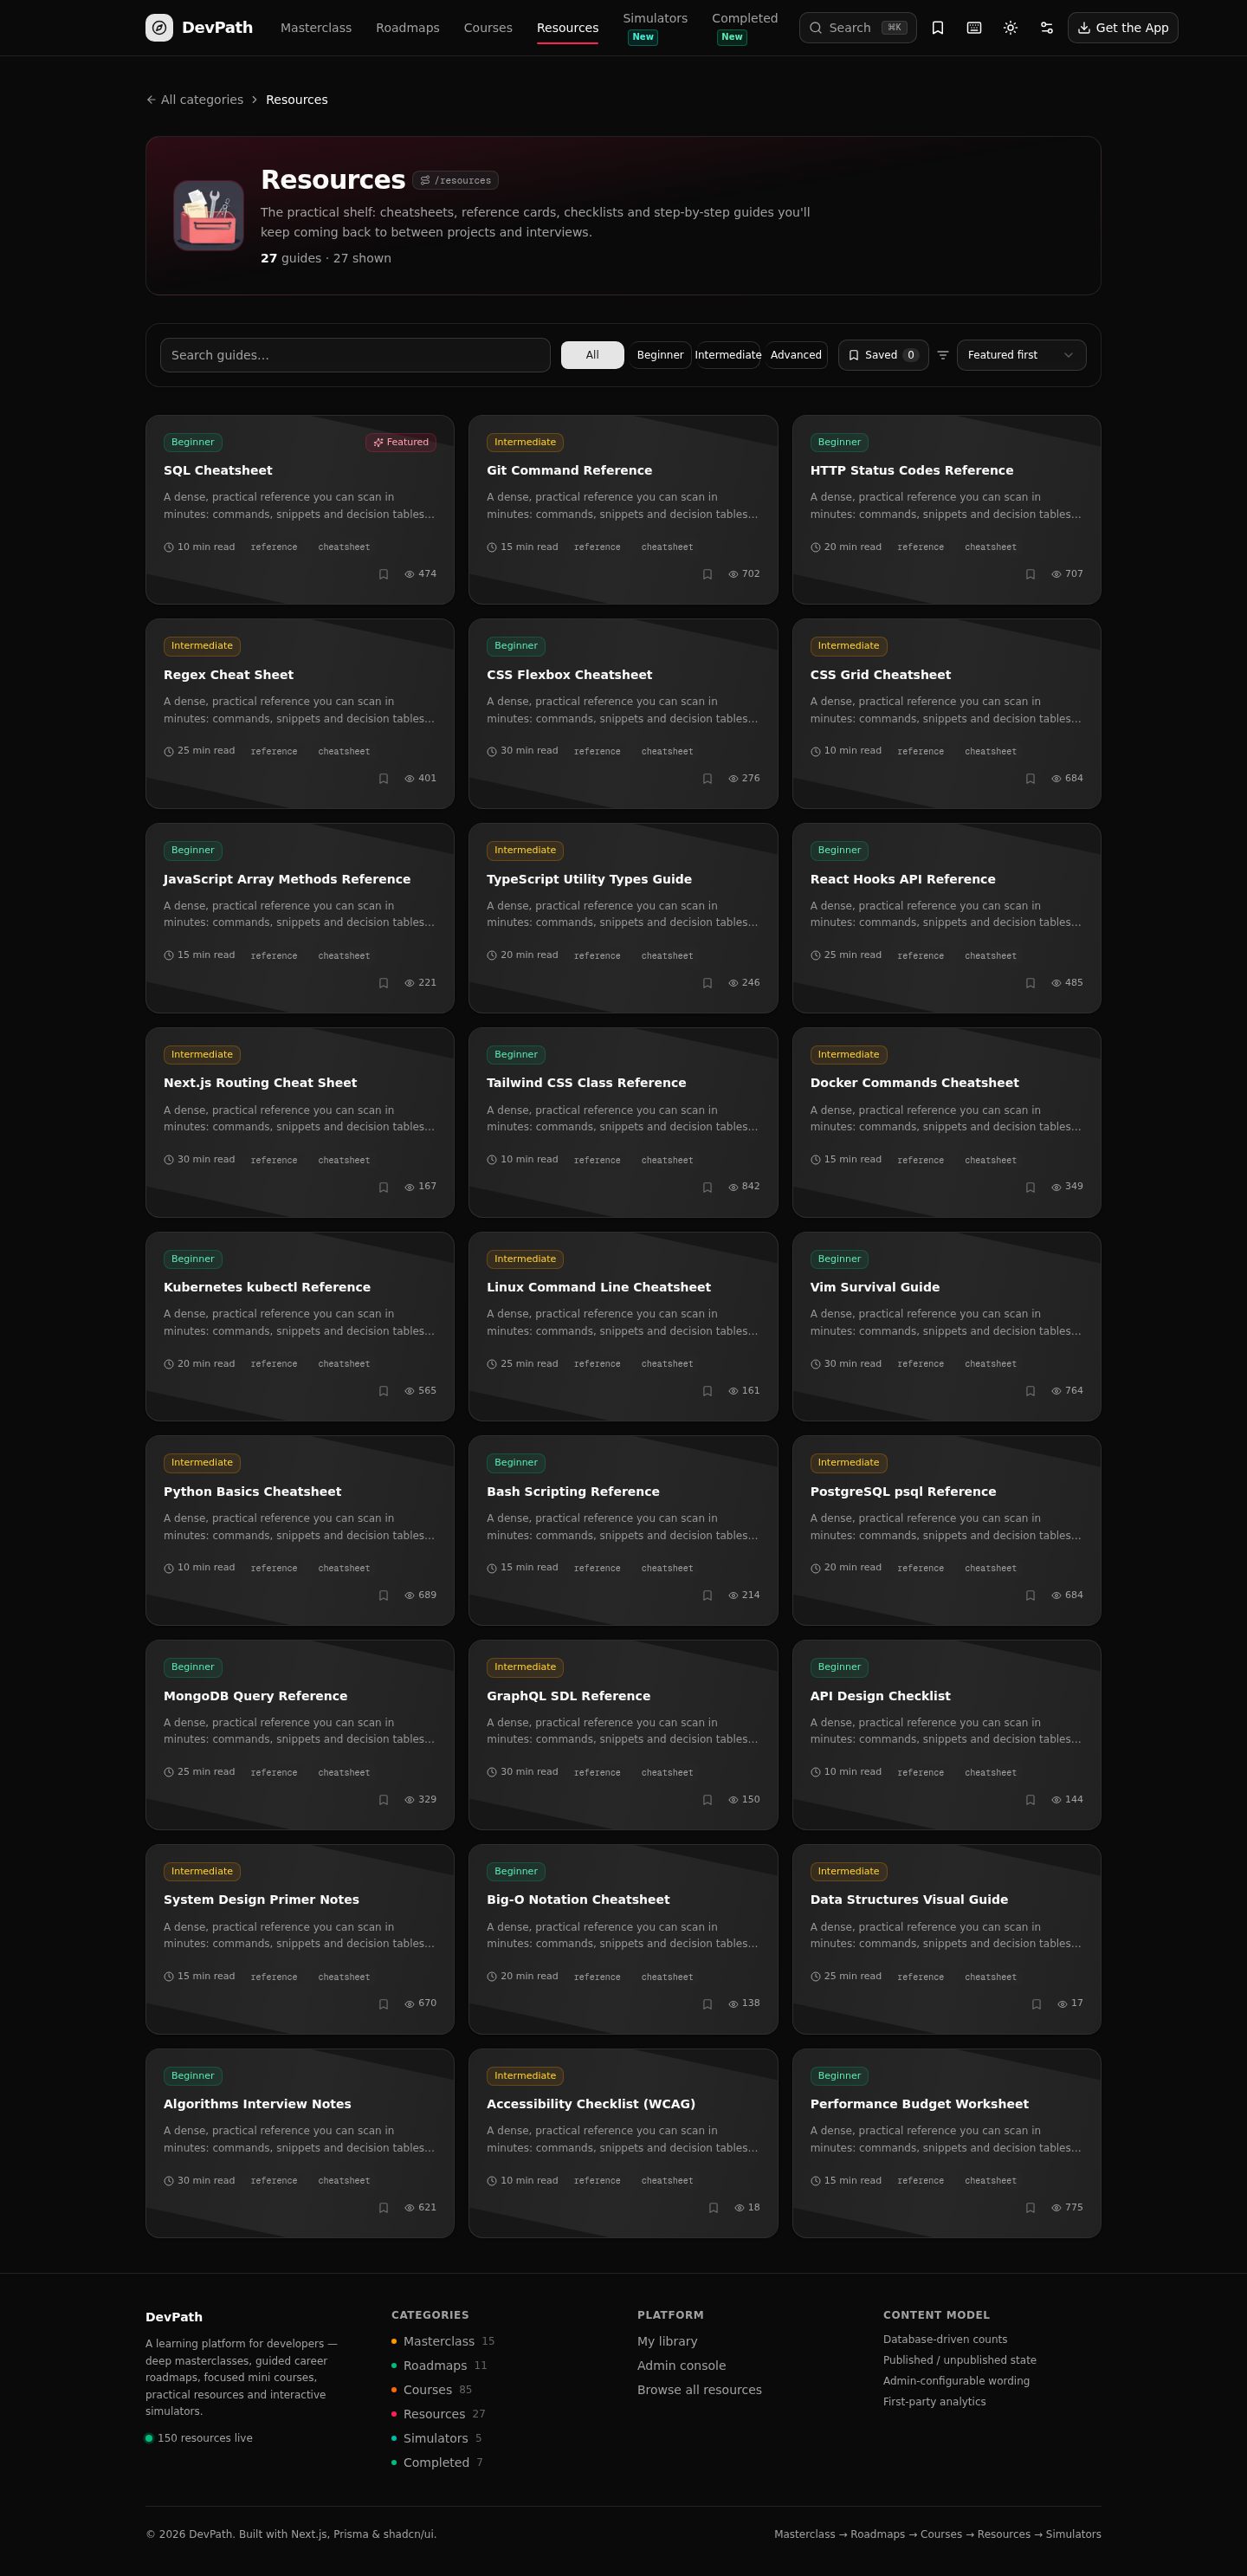 DevPath
Masterclass
Roadmaps
Courses
Resources
Simulators
New
Completed
New
Search ⌘K
Get the App
← All categories > Resources
Resources
/resources
The practical shelf: cheatsheets, reference cards, checklists and step-by-step guides you'll
keep coming back to between projects and interviews.
27 guides · 27 shown
Search guides...
All
Beginner
Intermediate
Advanced
Saved 0
Featured first
Beginner
Featured
SQL Cheatsheet
A dense, practical reference you can scan in
minutes: commands, snippets and decision tables...
10 min read reference cheatsheet
474
Intermediate
Git Command Reference
A dense, practical reference you can scan in
minutes: commands, snippets and decision tables...
15 min read reference cheatsheet
702
Beginner
HTTP Status Codes Reference
A dense, practical reference you can scan in
minutes: commands, snippets and decision tables...
20 min read reference cheatsheet
707
Intermediate
Regex Cheat Sheet
A dense, practical reference you can scan in
minutes: commands, snippets and decision tables...
25 min read reference cheatsheet
401
Beginner
CSS Flexbox Cheatsheet
A dense, practical reference you can scan in
minutes: commands, snippets and decision tables...
30 min read reference cheatsheet
276
Intermediate
CSS Grid Cheatsheet
A dense, practical reference you can scan in
minutes: commands, snippets and decision tables...
10 min read reference cheatsheet
684
Beginner
JavaScript Array Methods Reference
A dense, practical reference you can scan in
minutes: commands, snippets and decision tables...
15 min read reference cheatsheet
221
Intermediate
TypeScript Utility Types Guide
A dense, practical reference you can scan in
minutes: commands, snippets and decision tables...
20 min read reference cheatsheet
246
Beginner
React Hooks API Reference
A dense, practical reference you can scan in
minutes: commands, snippets and decision tables...
25 min read reference cheatsheet
485
Intermediate
Next.js Routing Cheat Sheet
A dense, practical reference you can scan in
minutes: commands, snippets and decision tables...
30 min read reference cheatsheet
167
Beginner
Tailwind CSS Class Reference
A dense, practical reference you can scan in
minutes: commands, snippets and decision tables...
10 min read reference cheatsheet
842
Intermediate
Docker Commands Cheatsheet
A dense, practical reference you can scan in
minutes: commands, snippets and decision tables...
15 min read reference cheatsheet
349
Beginner
Kubernetes kubectl Reference
A dense, practical reference you can scan in
minutes: commands, snippets and decision tables...
20 min read reference cheatsheet
565
Intermediate
Linux Command Line Cheatsheet
A dense, practical reference you can scan in
minutes: commands, snippets and decision tables...
25 min read reference cheatsheet
161
Beginner
Vim Survival Guide
A dense, practical reference you can scan in
minutes: commands, snippets and decision tables...
30 min read reference cheatsheet
764
Intermediate
Python Basics Cheatsheet
A dense, practical reference you can scan in
minutes: commands, snippets and decision tables...
10 min read reference cheatsheet
689
Beginner
Bash Scripting Reference
A dense, practical reference you can scan in
minutes: commands, snippets and decision tables...
15 min read reference cheatsheet
214
Intermediate
PostgreSQL psql Reference
A dense, practical reference you can scan in
minutes: commands, snippets and decision tables...
20 min read reference cheatsheet
684
Beginner
MongoDB Query Reference
A dense, practical reference you can scan in
minutes: commands, snippets and decision tables...
25 min read reference cheatsheet
329
Intermediate
GraphQL SDL Reference
A dense, practical reference you can scan in
minutes: commands, snippets and decision tables...
30 min read reference cheatsheet
150
Beginner
API Design Checklist
A dense, practical reference you can scan in
minutes: commands, snippets and decision tables...
10 min read reference cheatsheet
144
Intermediate
System Design Primer Notes
A dense, practical reference you can scan in
minutes: commands, snippets and decision tables...
15 min read reference cheatsheet
670
Beginner
Big-O Notation Cheatsheet
A dense, practical reference you can scan in
minutes: commands, snippets and decision tables...
20 min read reference cheatsheet
138
Intermediate
Data Structures Visual Guide
A dense, practical reference you can scan in
minutes: commands, snippets and decision tables...
25 min read reference cheatsheet
17
Beginner
Algorithms Interview Notes
A dense, practical reference you can scan in
minutes: commands, snippets and decision tables...
30 min read reference cheatsheet
621
Intermediate
Accessibility Checklist (WCAG)
A dense, practical reference you can scan in
minutes: commands, snippets and decision tables...
10 min read reference cheatsheet
18
Beginner
Performance Budget Worksheet
A dense, practical reference you can scan in
minutes: commands, snippets and decision tables...
15 min read reference cheatsheet
775
DevPath
A learning platform for developers —
deep masterclasses, guided career
roadmaps, focused mini courses,
practical resources and interactive
simulators.
150 resources live
CATEGORIES
Masterclass 15
Roadmaps 11
Courses 85
Resources 27
Simulators 5
Completed 7
PLATFORM
My library
Admin console
Browse all resources
CONTENT MODEL
Database-driven counts
Published / unpublished state
Admin-configurable wording
First-party analytics
© 2026 DevPath. Built with Next.js, Prisma & shadcn/ui.
Masterclass → Roadmaps → Courses → Resources → Simulators